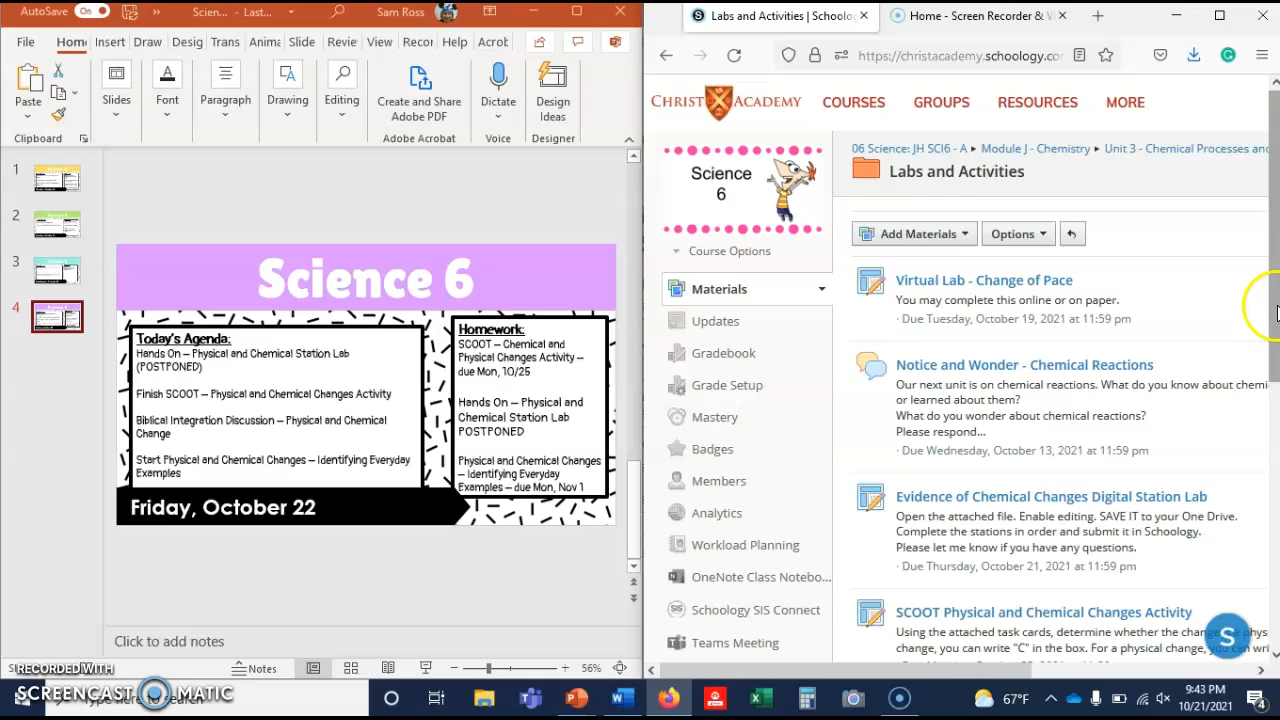 AutoSave On Scien... - Last... Sam Ross
File Home Insert Draw Desig Trans Anima Slide Revie View Recor Help Acrob
Paste Slides Font Paragraph Drawing Editing Create and Share Adobe PDF Dictate Design Ideas
Clipboard Adobe Acrobat Voice Designer
1
2
3
4
Science 6
Today's Agenda:
Hands On – Physical and Chemical Station Lab
(POSTPONED)
Finish SCOOT – Physical and Chemical Changes Activity
Biblical Integration Discussion – Physical and Chemical
Change
Start Physical and Chemical Changes – Identifying Everyday
Examples
Homework:
SCOOT – Chemical and
Physical Changes Activity –
due Mon, 10/25
Hands On – Physical and
Chemical Station Lab
POSTPONED
Physical and Chemical Changes
– Identifying Everyday
Examples – due Mon, Nov 1
Friday, October 22
Click to add notes
Notes 56%
RECORDED WITH
SCREENCAST MATIC
Labs and Activities | Schoolog Home - Screen Recorder & Vi
https://christacademy.schoology.co
CHRIST ACADEMY COURSES GROUPS RESOURCES MORE
Science
6
Course Options
Materials
Updates
Gradebook
Grade Setup
Mastery
Badges
Members
Analytics
Workload Planning
OneNote Class Notebo...
Schoology SIS Connect
Teams Meeting
06 Science: JH SCI6 - A Module J - Chemistry Unit 3 - Chemical Processes and
Labs and Activities
Add Materials Options
Virtual Lab - Change of Pace
You may complete this online or on paper.
· Due Tuesday, October 19, 2021 at 11:59 pm
Notice and Wonder - Chemical Reactions
Our next unit is on chemical reactions. What do you know about chemi
or learned about them?
What do you wonder about chemical reactions?
Please respond...
· Due Wednesday, October 13, 2021 at 11:59 pm
Evidence of Chemical Changes Digital Station Lab
Open the attached file. Enable editing. SAVE IT to your One Drive.
Complete the stations in order and submit it in Schoology.
Please let me know if you have any questions.
· Due Thursday, October 21, 2021 at 11:59 pm
SCOOT Physical and Chemical Changes Activity
Using the attached task cards, determine whether the change is phys
change, you can write "C" in the box. For a physical change, you can wri
S
67°F 9:43 PM
10/21/2021
4